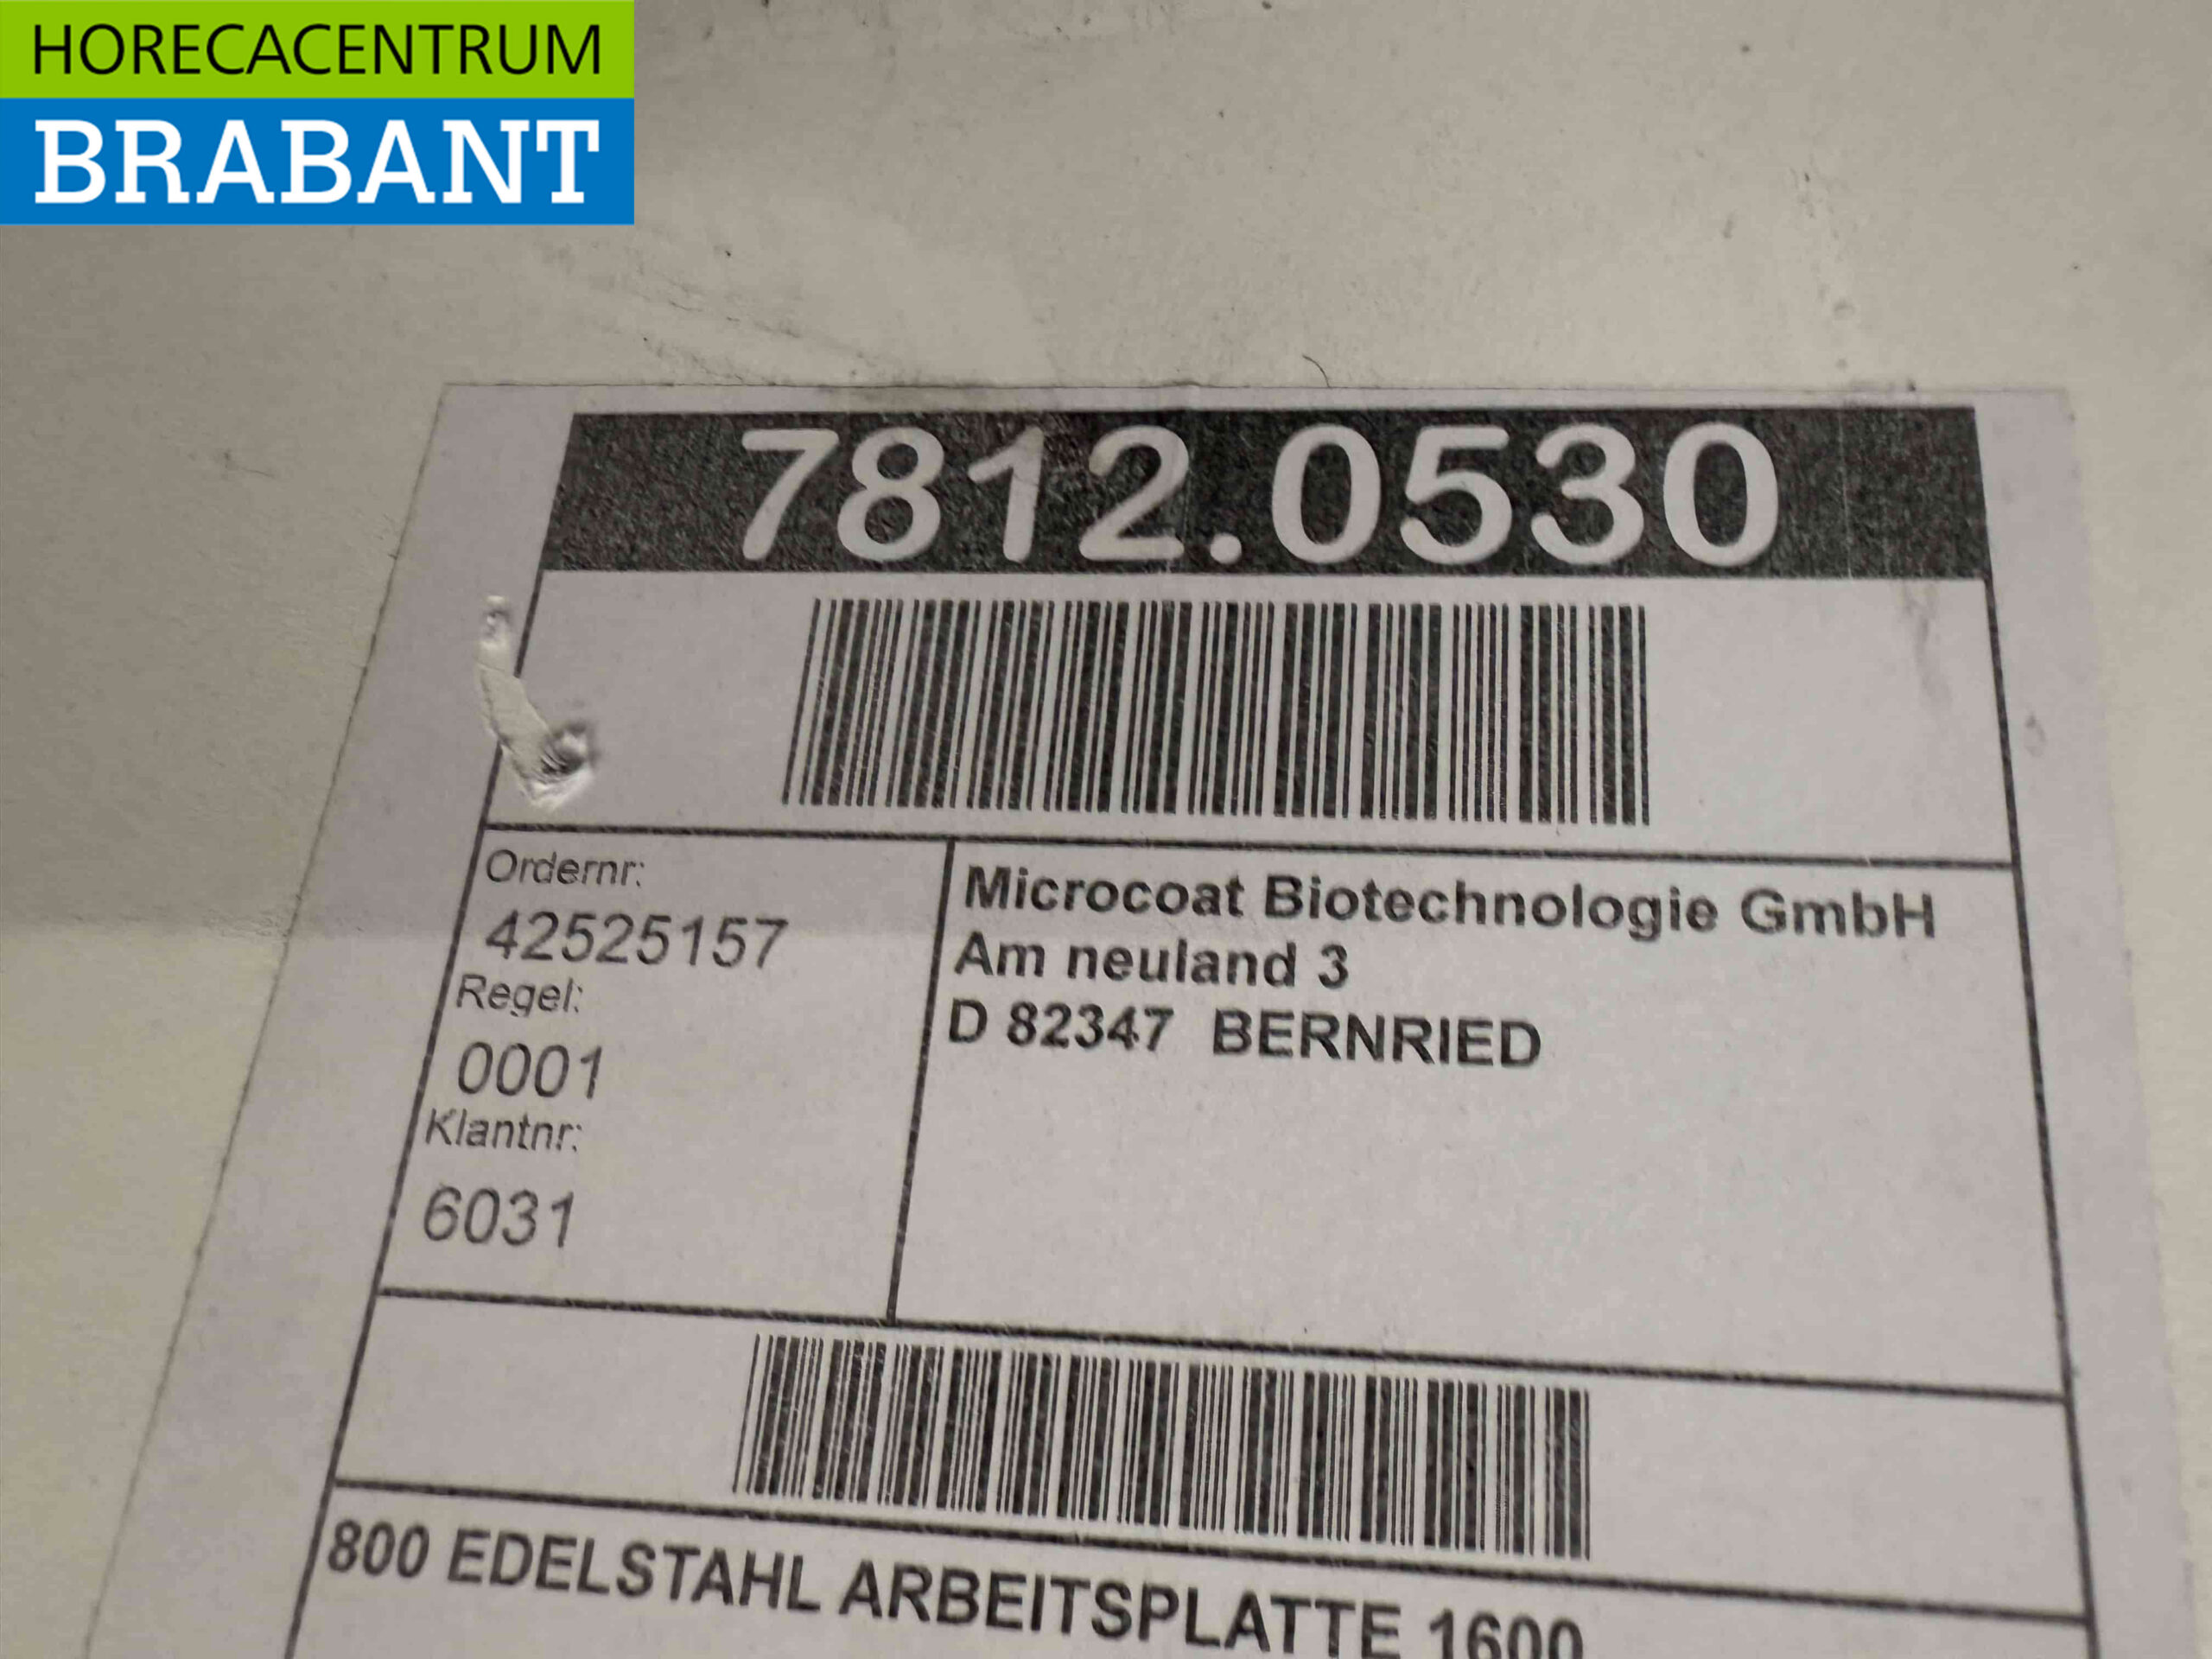 HORECACENTRUM
BRABANT
7812.0530
Ordernr:
42525157
Regel:
0001
Klantnr:
6031
Microcoat Biotechnologie GmbH
Am neuland 3
D 82347 BERNRIED
800 EDELSTAHL ARBEITSPLATTE 1600